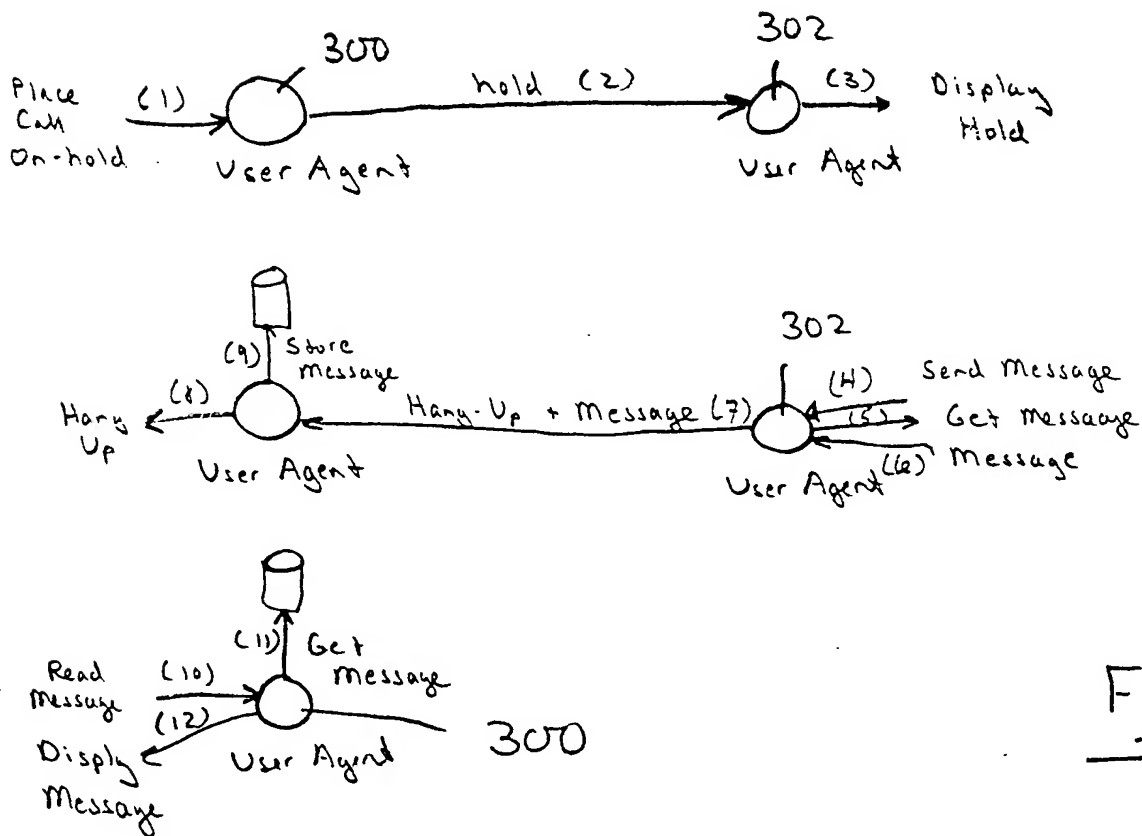 300
302
Place
Call
On-hold
(1)
hold (2)
(3)
Display
Hold
User Agent
User Agent
302
(9)
Store
Message
(8)
Hang
Up
Hang-Up + Message (7)
(4)
Send Message
(5)
Get Messaage
(6)
Message
User Agent
User Agent
(11)
Get
Message
Read
Message
(10)
(12)
Display
Message
User Agent
300
F